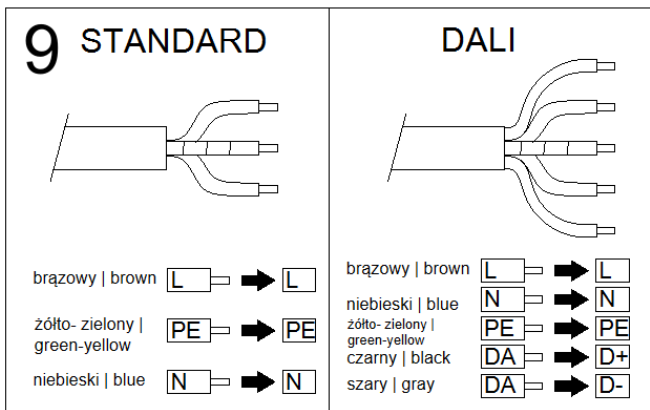 9 STANDARD
brązowy | brown L L
żółto- zielony |
green-yellow PE PE
niebieski | blue N N
DALI
brązowy | brown L L
niebieski | blue N N
żółto- zielony |
green-yellow PE PE
czarny | black DA D+
szary | gray DA D-